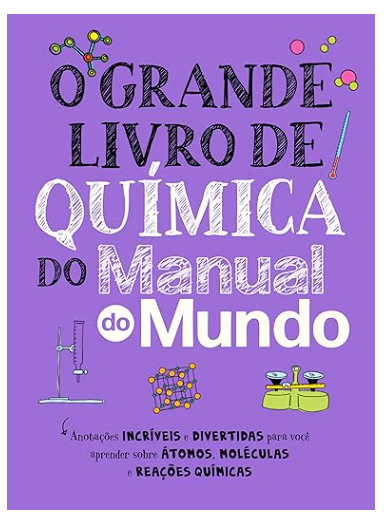 O GRANDE
LIVRO DE
QUÍMICA
DO Manual
do Mundo
Anotações INCRÍVEIS e DIVERTIDAS para você
aprender sobre ÁTOMOS, MOLÉCULAS
e REAÇÕES QUÍMICAS